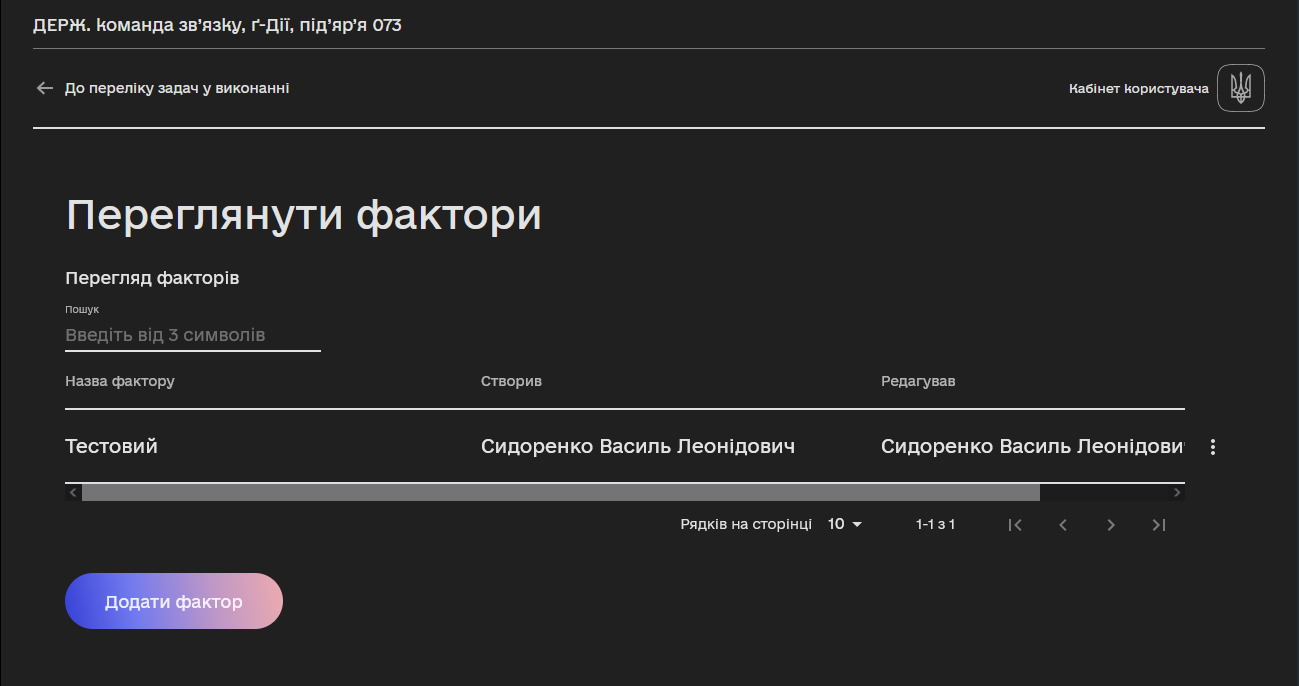 ДЕРЖ. команда зв’язку, ґ-Дії, під’яр’я 073
До переліку задач у виконанні
Кабінет користувача
Переглянути фактори
Перегляд факторів
Пошук
Введіть від 3 символів
Назва фактору Створив Редагував
Тестовий Сидоренко Василь Леонідович Сидоренко Василь Леонідови
Рядків на сторінці 10 1-1 з 1
Додати фактор